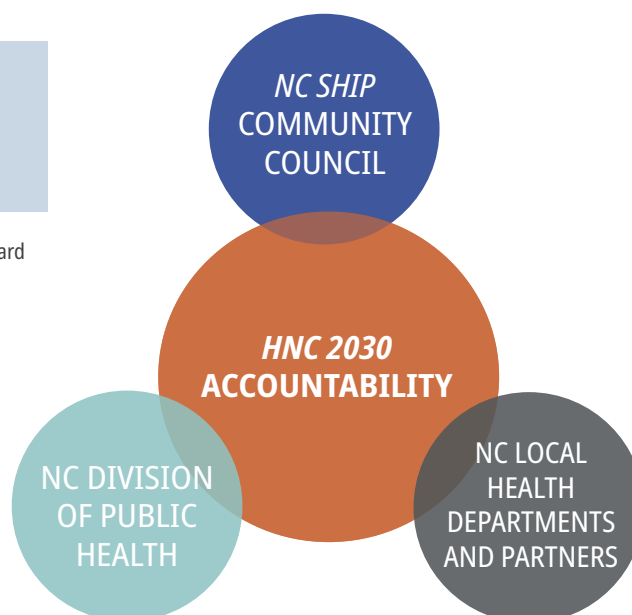 NC SHIP
COMMUNITY
COUNCIL
HNC 2030
ACCOUNTABILITY
NC DIVISION
OF PUBLIC
HEALTH
NC LOCAL
HEALTH
DEPARTMENTS
AND PARTNERS